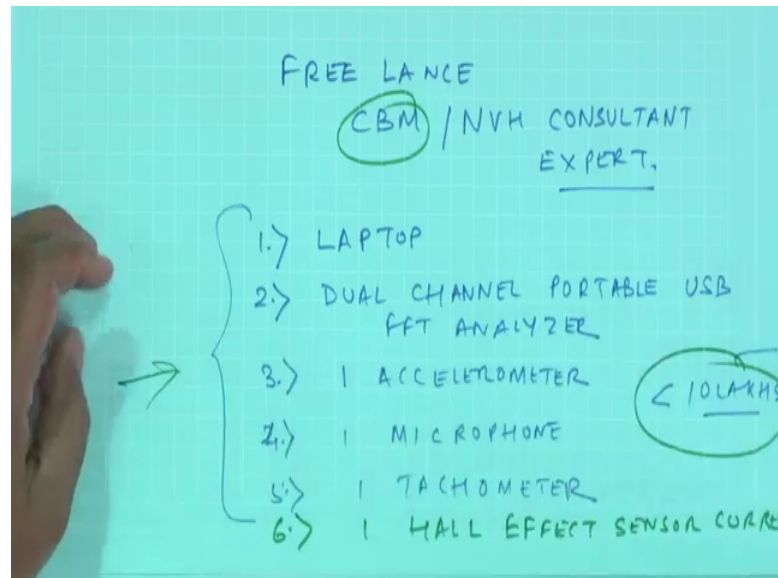 FREE LANCE
CBM / NVH CONSULTANT
EXPERT.
1.> LAPTOP
2.> DUAL CHANNEL PORTABLE USB
FFT ANALYZER
3.> 1 ACCELEROMETER
< 10 LAKHS
4.> 1 MICROPHONE
5.> 1 TACHOMETER
6.> 1 HALL EFFECT SENSOR CURRE